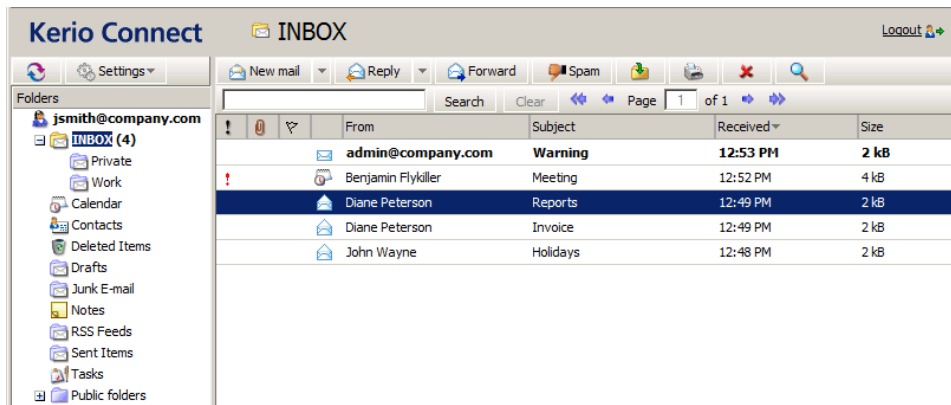 Kerio Connect INBOX Logout
Settings New mail Reply Forward Spam
Folders Search Clear Page 1 of 1
jsmith@company.com ! From Subject Received Size
INBOX (4) admin@company.com Warning 12:53 PM 2 kB
Private ! Benjamin Flykiller Meeting 12:52 PM 4 kB
Work
Calendar Diane Peterson Reports 12:49 PM 2 kB
Contacts Diane Peterson Invoice 12:49 PM 2 kB
Deleted Items John Wayne Holidays 12:48 PM 2 kB
Drafts
Junk E-mail
Notes
RSS Feeds
Sent Items
Tasks
Public folders